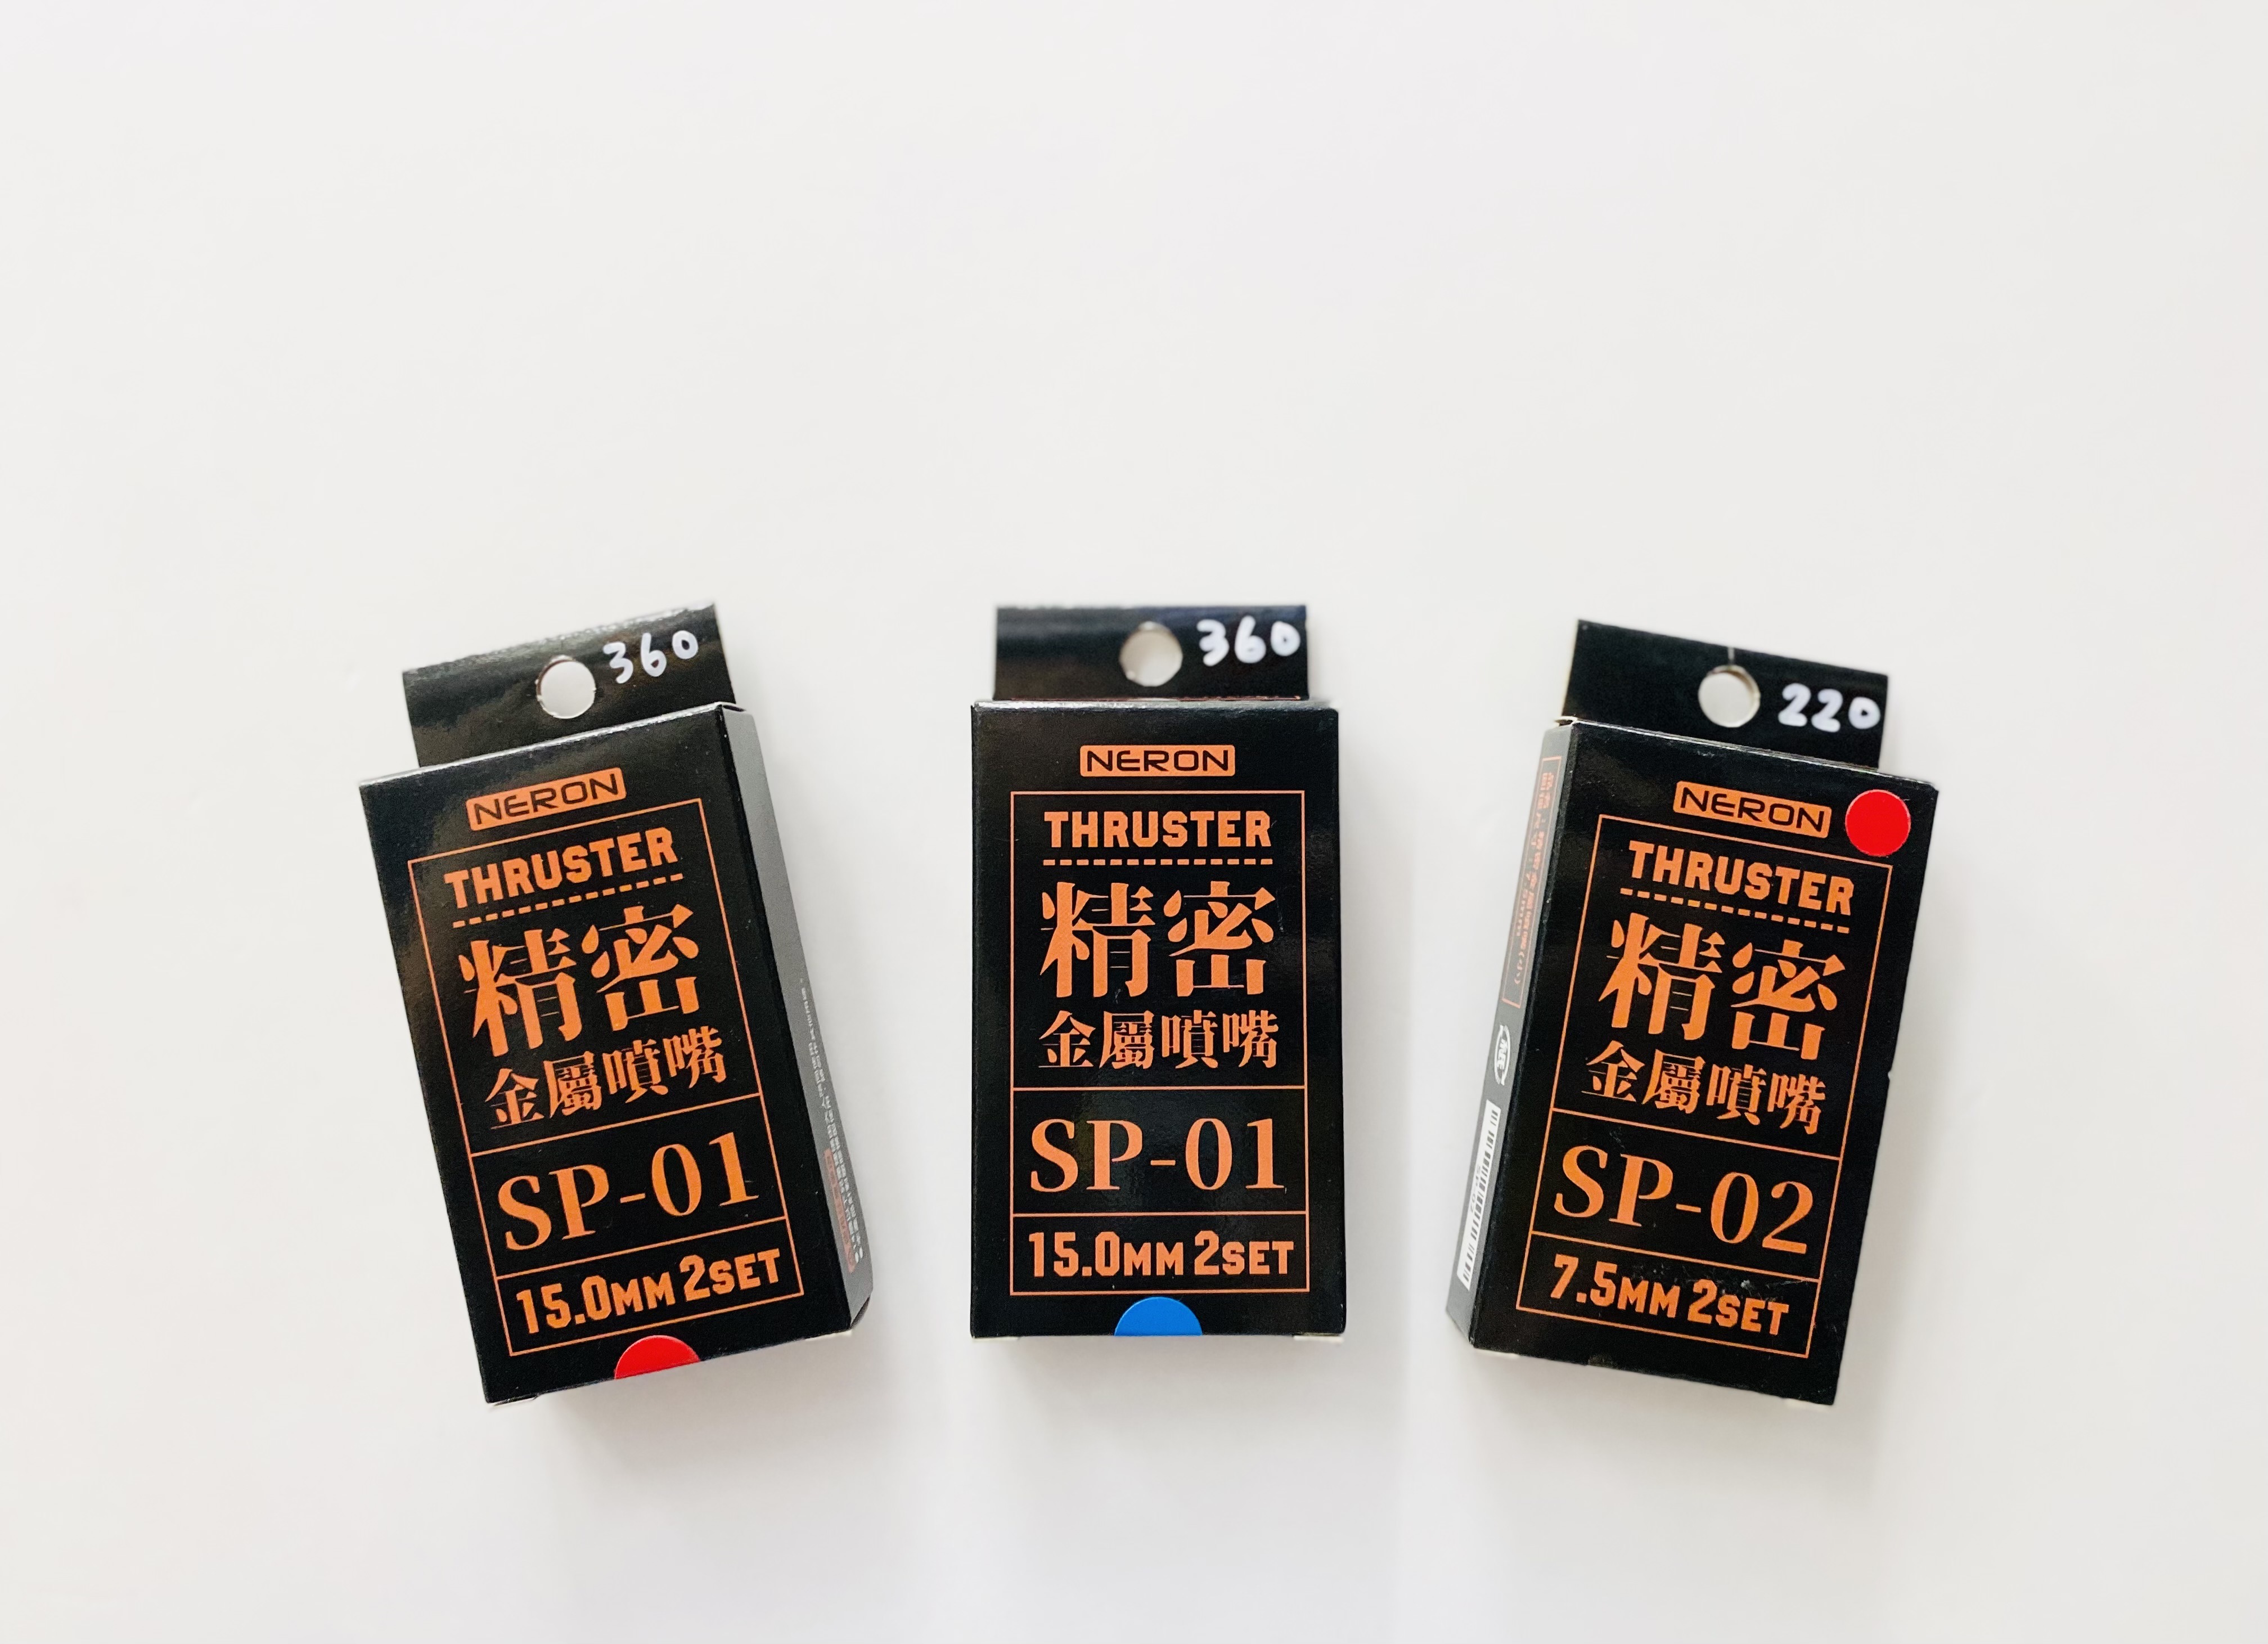 360
NERON
THRUSTER
精密
金屬噴嘴
SP-01
15.0MM 2SET
360
NERON
THRUSTER
精密
金屬噴嘴
SP-01
15.0MM 2SET
220
NERON
THRUSTER
精密
金屬噴嘴
SP-02
7.5MM 2SET